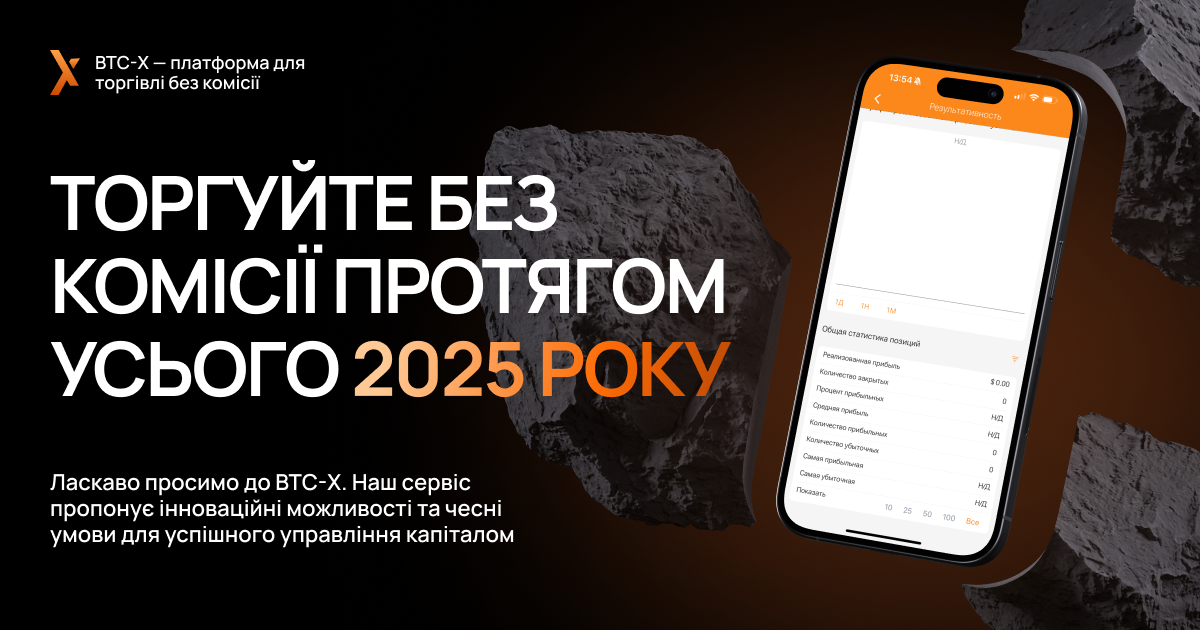 BTC-X — платформа для
торгівлі без комісії
ТОРГУЙТЕ БЕЗ
КОМІСІЇ ПРОТЯГОМ
УСЬОГО 2025 РОКУ
Ласкаво просимо до BTC-X. Наш сервіс
пропонує інноваційні можливості та чесні
умови для успішного управління капіталом
13:54
Результативность
Н/Д
1Д 1Н 1М
Общая статистика позиций
Реализованная прибыль $ 0.00
Количество закрытых 0
Процент прибыльных Н/Д
Средняя прибыль Н/Д
Количество прибыльных 0
Количество убыточных 0
Самая прибыльная Н/Д
Самая убыточная Н/Д
Показать 10 25 50 100 Все